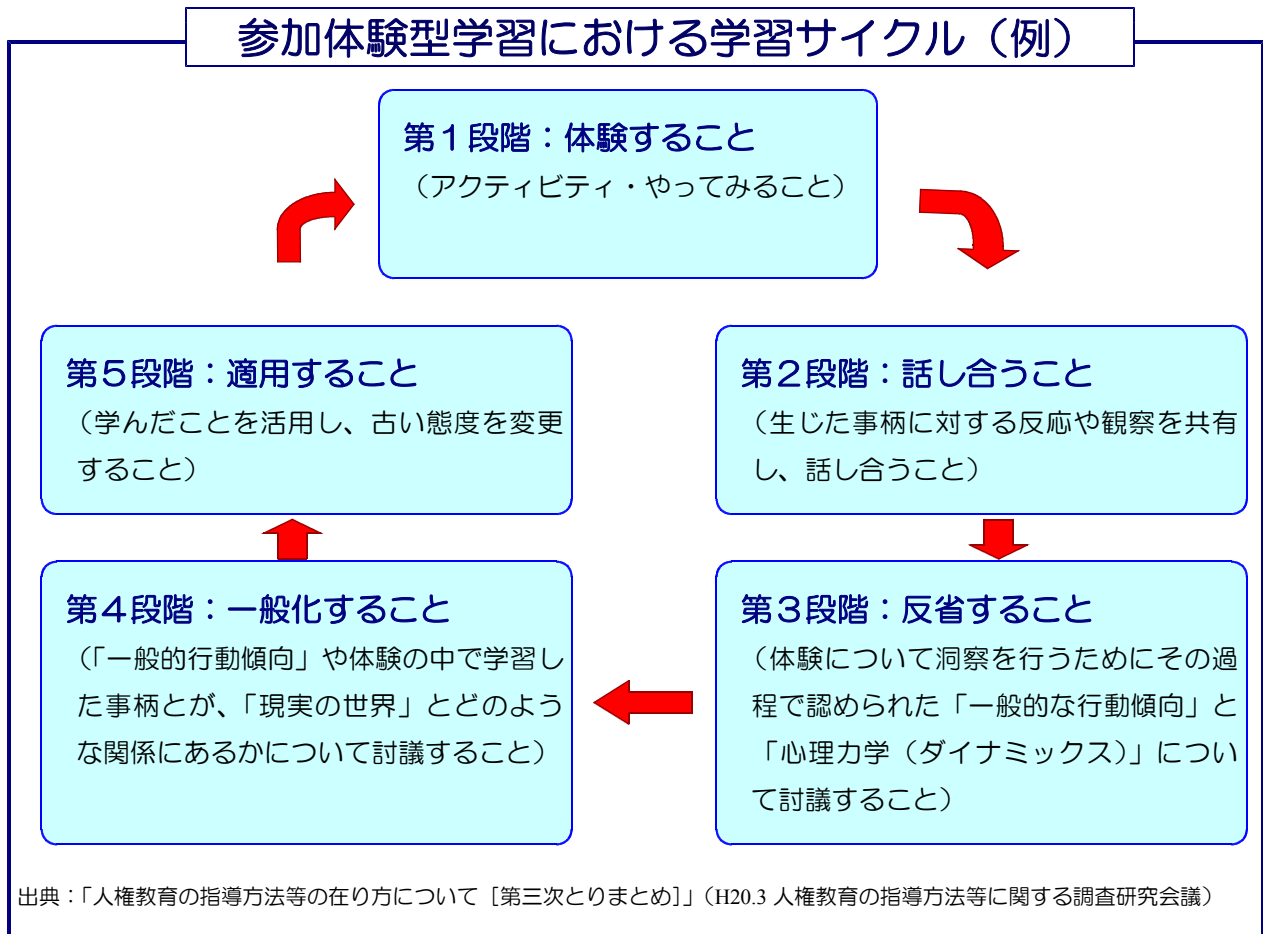 参加体験型学習における学習サイクル（例）
第１段階：体験すること
（アクティビティ・やってみること）
第２段階：話し合うこと
（生じた事柄に対する反応や観察を共有
し、話し合うこと）
第３段階：反省すること
（体験について洞察を行うためにその過
程で認められた「一般的な行動傾向」と
「心理力学（ダイナミックス）」につい
て討議すること）
第４段階：一般化すること
（「一般的行動傾向」や体験の中で学習し
た事柄とが、「現実の世界」とどのよう
な関係にあるかについて討議すること）
第５段階：適用すること
（学んだことを活用し、古い態度を変更
すること）
出典：「人権教育の指導方法等の在り方について［第三次とりまとめ］」（H20.3 人権教育の指導方法等に関する調査研究会議）